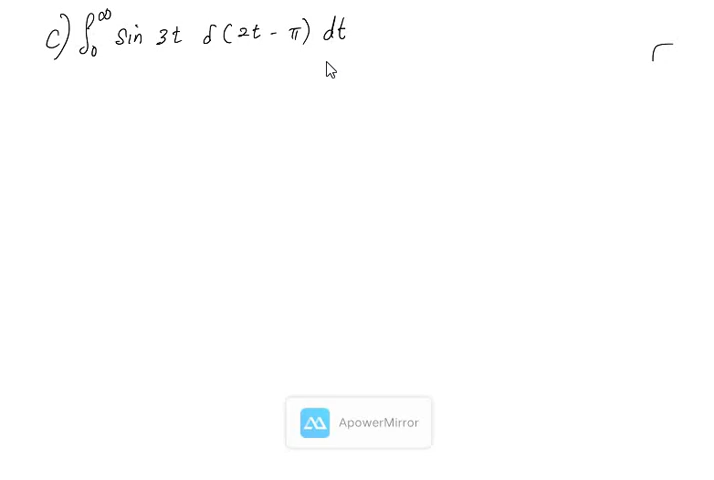 c) ∫₀^∞ sin 3t δ(2t - π) dt
ApowerMirror